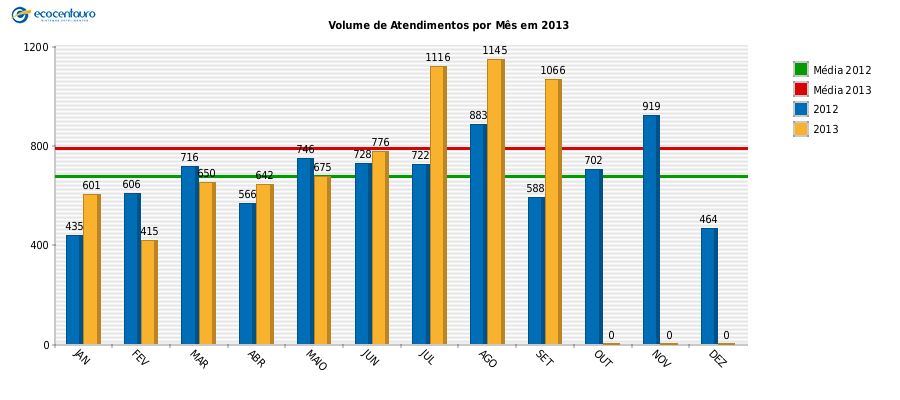 ecocentauro
Volume de Atendimentos por Mês em 2013
1200
800
400
0
435
601
606
415
716
650
566
642
746
675
728
776
722
1116
883
1145
588
1066
702
0
919
0
464
0
JAN
FEV
MAR
ABR
MAIO
JUN
JUL
AGO
SET
OUT
NOV
DEZ
Média 2012
Média 2013
2012
2013